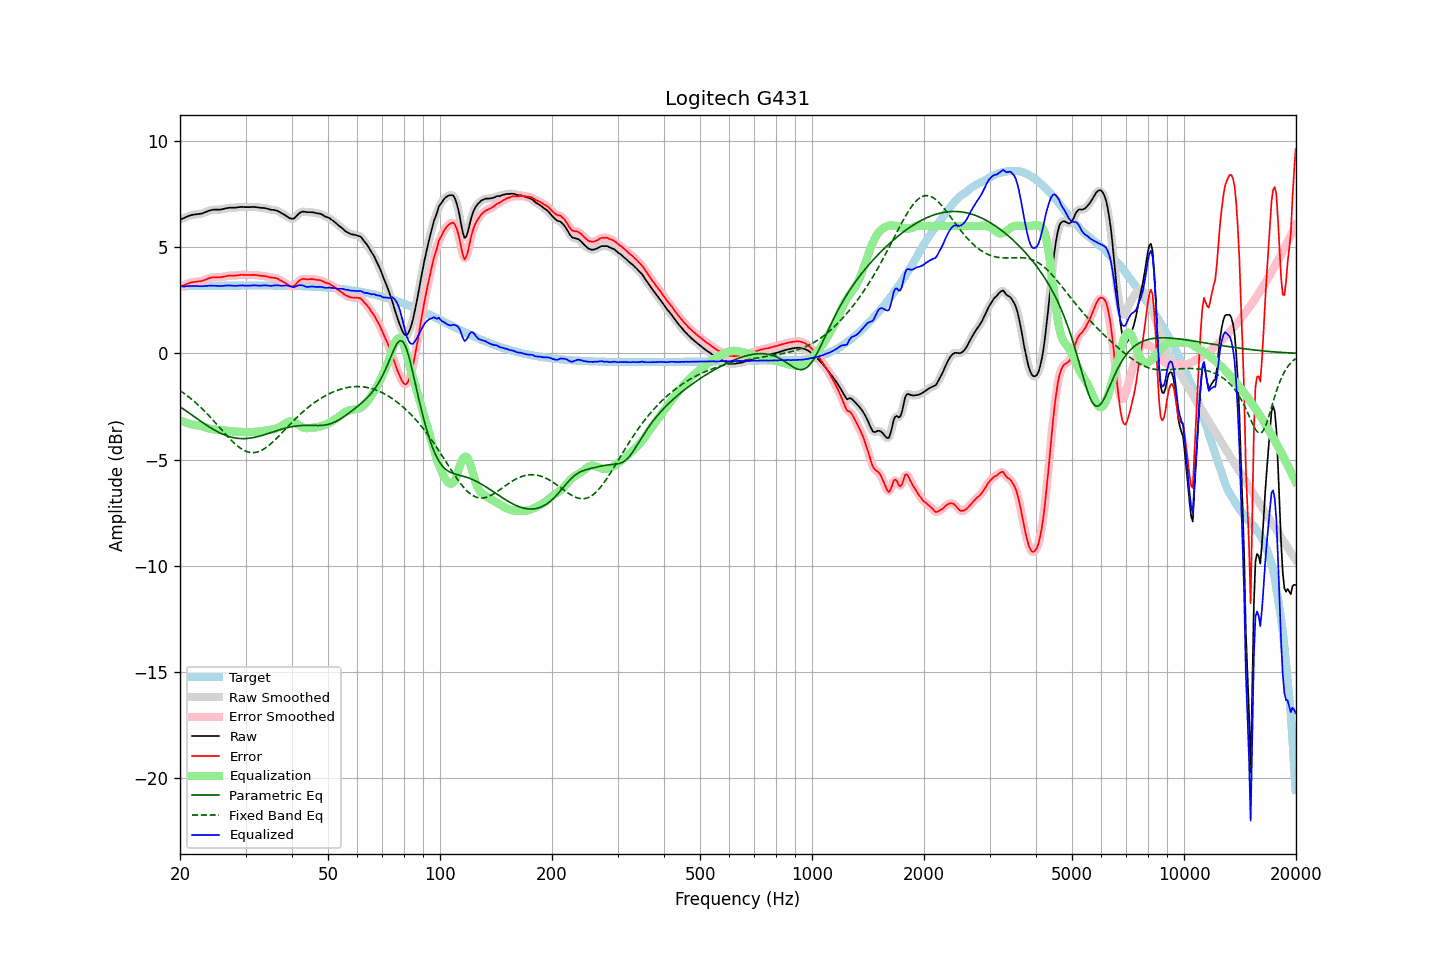 Logitech G431
Amplitude (dBr)
10
5
0
−5
−10
−15
−20
Target
Raw Smoothed
Error Smoothed
Raw
Error
Equalization
Parametric Eq
Fixed Band Eq
Equalized
20 50 100 200 500 1000 2000 5000 10000 20000
Frequency (Hz)